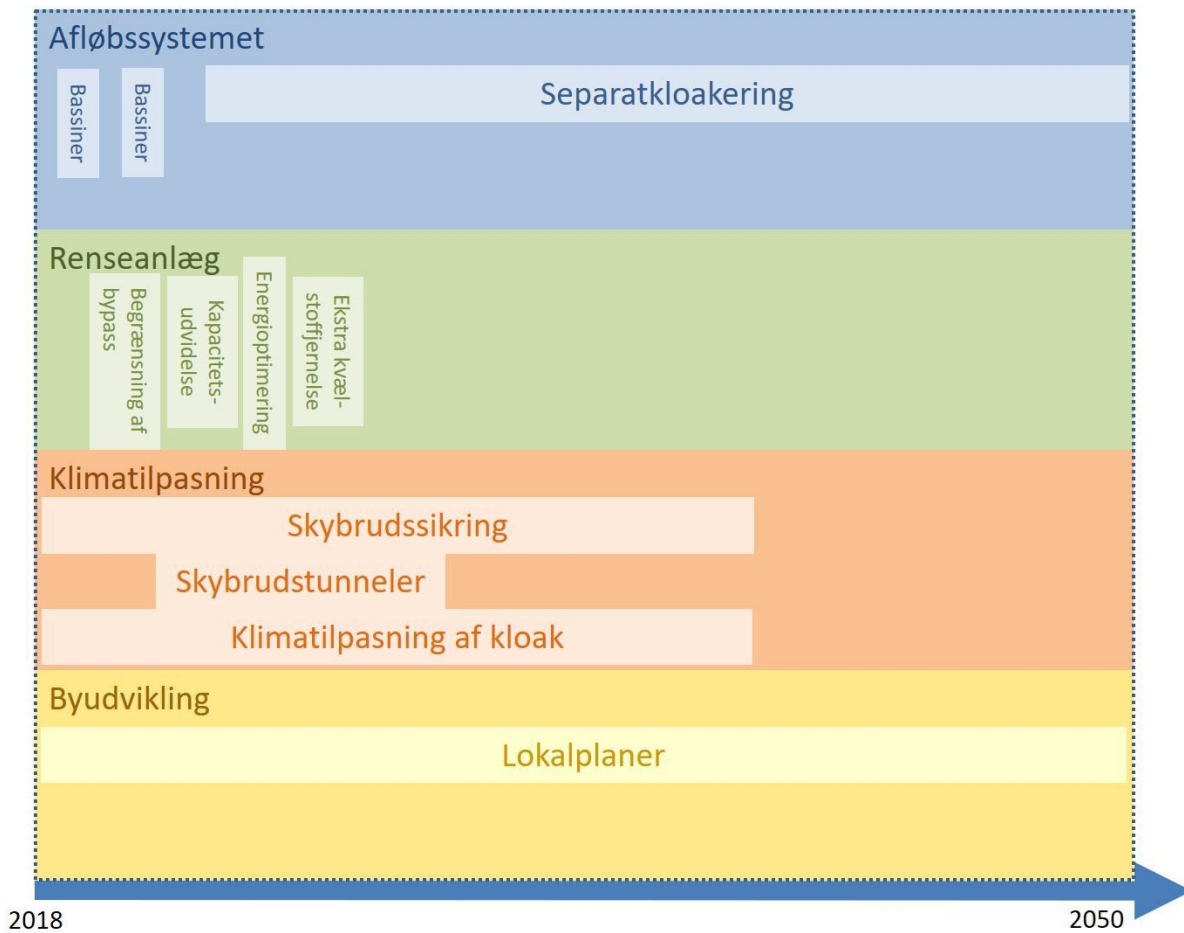 Afløbssystemet
Bassiner
Bassiner
Separatkloakering
Renseanlæg
Begrænsning af
bypass
Kapacitets-
udvidelse
Energioptimering
Ekstra kvæl-
stoffjernelse
Klimatilpasning
Skybrudssikring
Skybrudstunneler
Klimatilpasning af kloak
Byudvikling
Lokalplaner
2018
2050